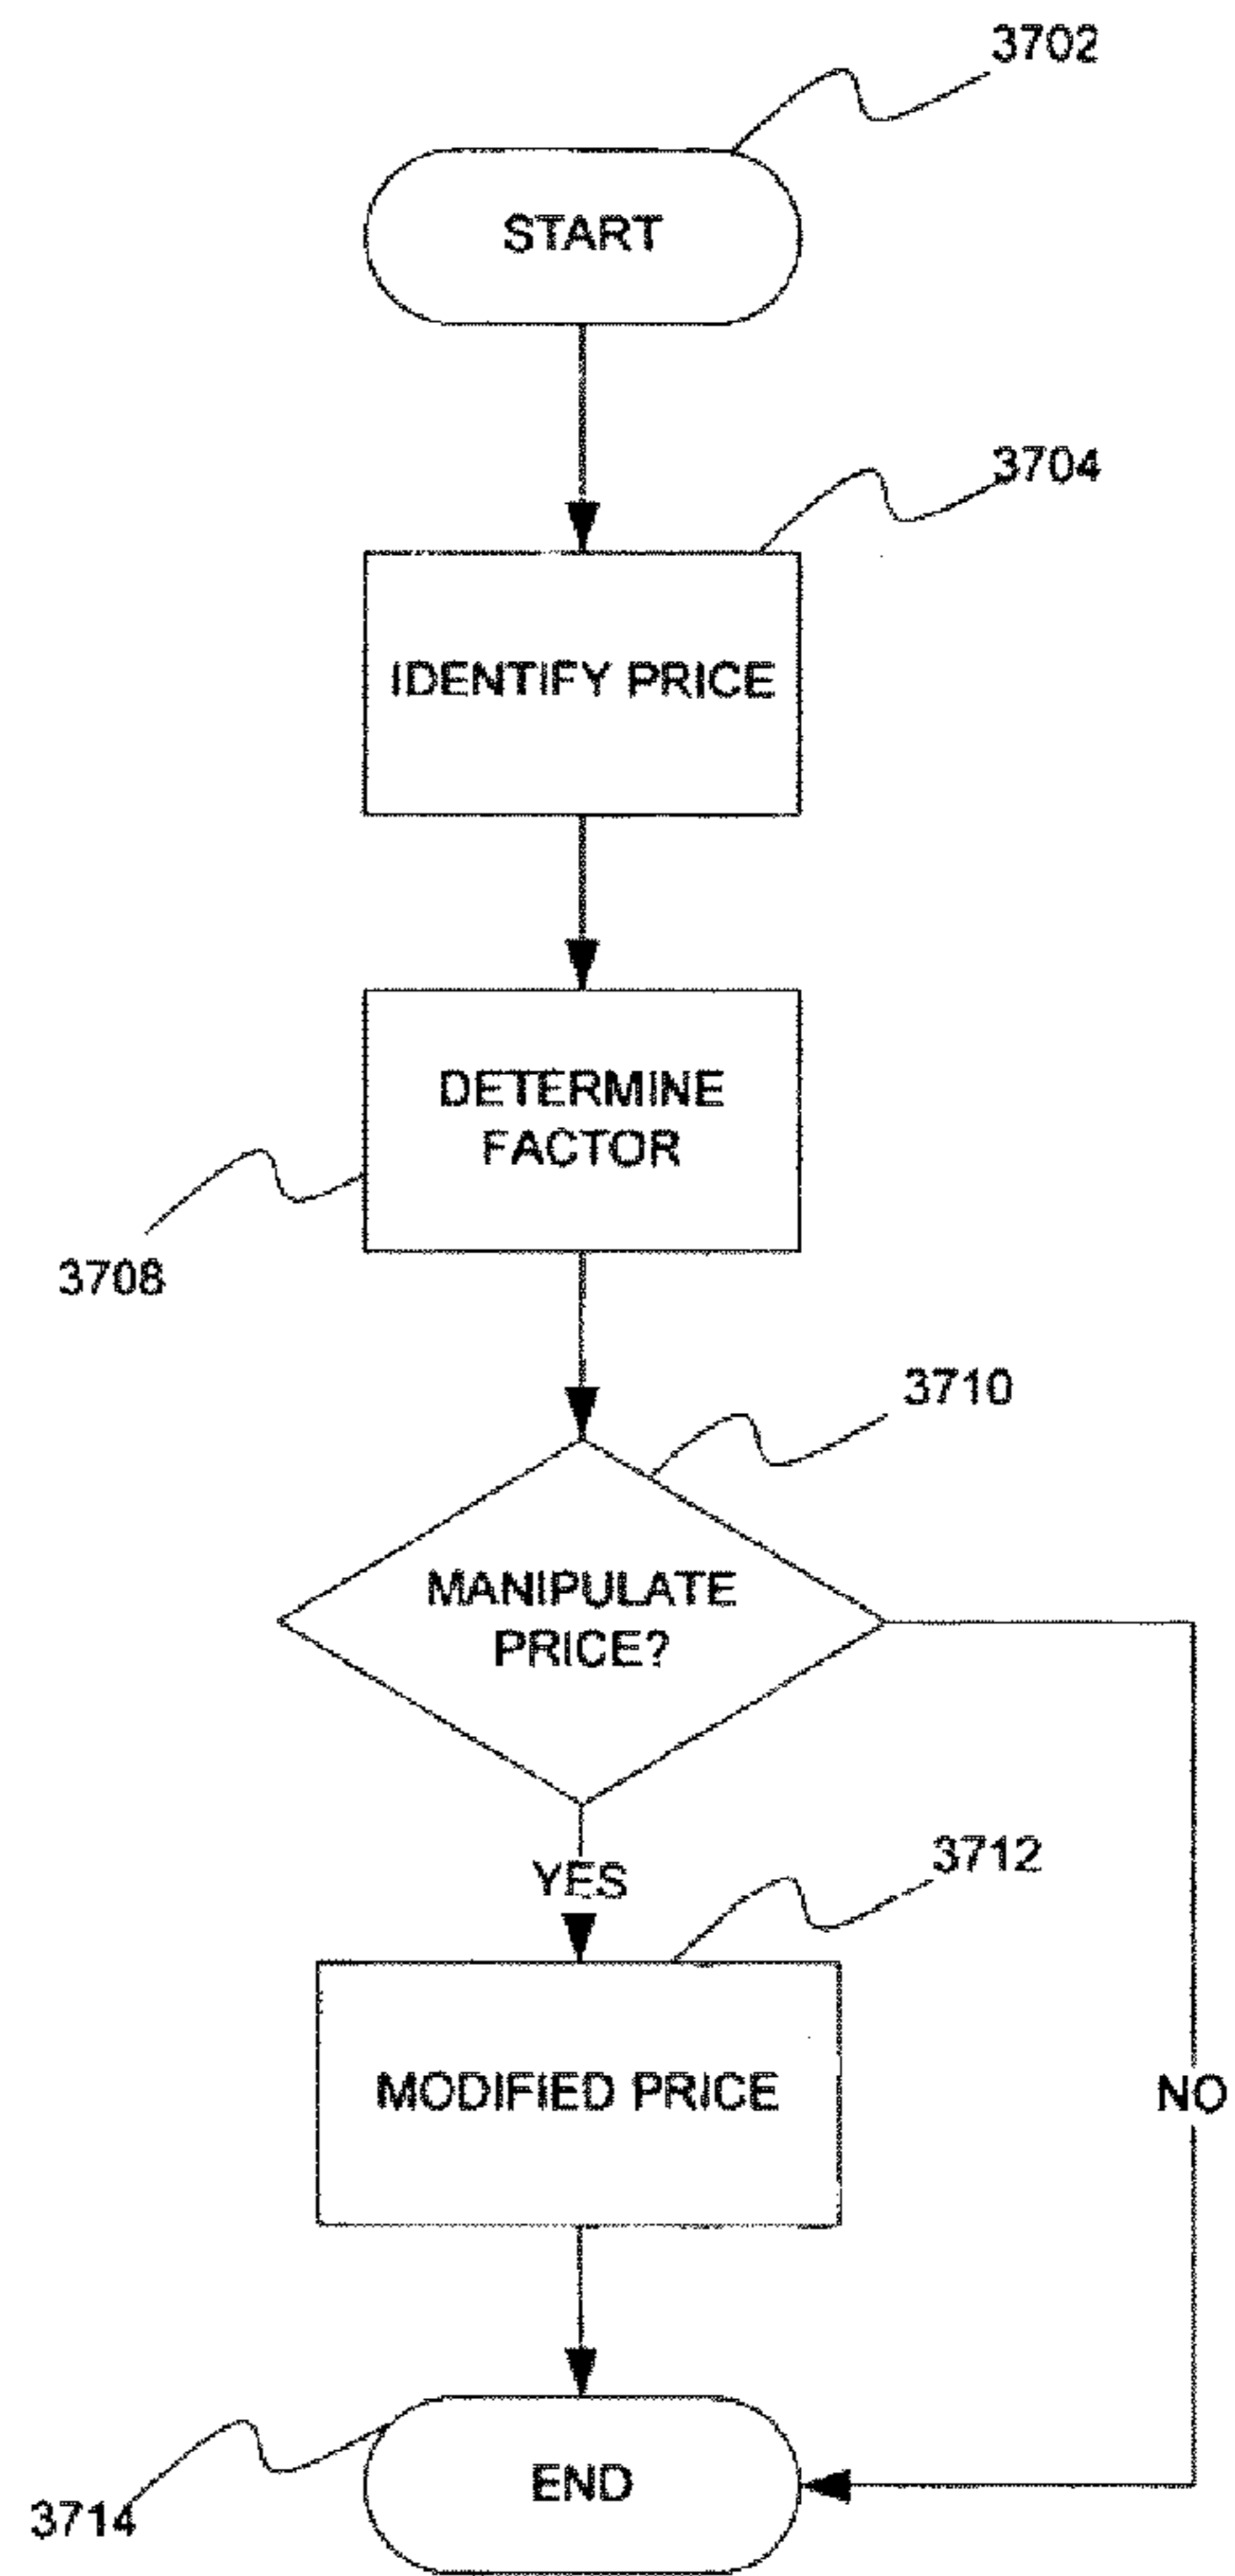 3702
START
3704
IDENTIFY PRICE
DETERMINE
FACTOR
3708
3710
MANIPULATE
PRICE?
3712
YES
MODIFIED PRICE
NO
END
3714